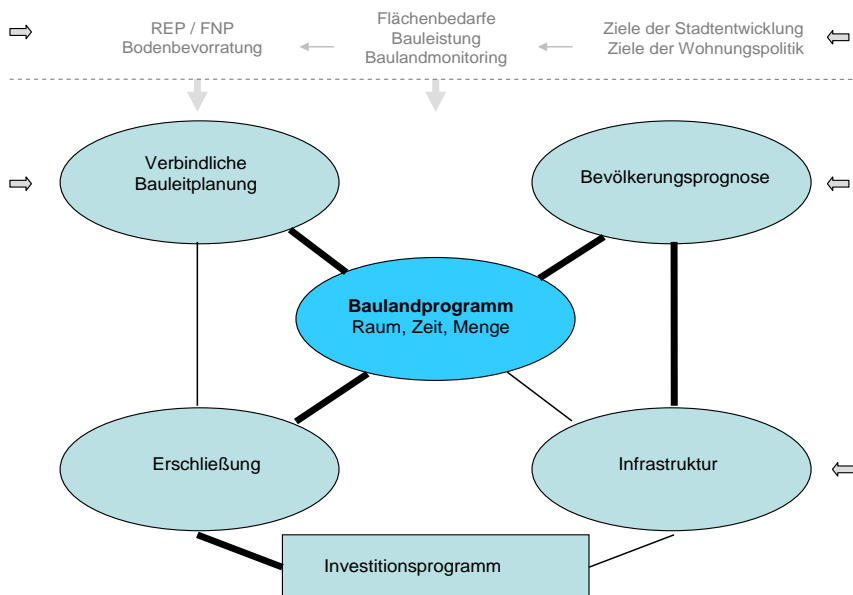 REP / FNP
Bodenbevorratung
Flächenbedarfe
Bauleistung
Baulandmonitoring
Ziele der Stadtentwicklung
Ziele der Wohnungspolitik
Verbindliche
Bauleitplanung
Bevölkerungsprognose
Baulandprogramm
Raum, Zeit, Menge
Erschließung
Infrastruktur
Investitionsprogramm